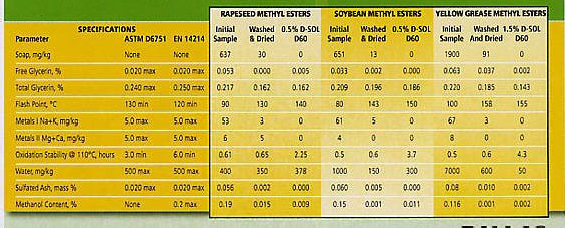 RAPESEED METHYL ESTERS SOYBEAN METHYL ESTERS YELLOW GREASE METHYL ESTERS
SPECIFICATIONS Initial Washed 0.5% D-SOL Initial Washed 0.5% D-SOL Initial Washed 1.5% D-SOL
Parameter ASTM D6751 EN 14214 Sample & Dried D60 Sample & Dried D60 Sample And Dried D60
Soap, mg/kg None None 637 30 0 651 13 0 1900 91 0
Free Glycerin, % 0.020 max 0.020 max 0.053 0.000 0.005 0.033 0.002 0.000 0.063 0.037 0.002
Total Glycerin, % 0.240 max 0.250 max 0.217 0.162 0.162 0.209 0.196 0.186 0.220 0.185 0.143
Flash Point, °C 130 min 120 min 90 130 140 80 143 150 100 158 155
Metals I Na+K, mg/kg 5.0 max 5.0 max 53 3 0 61 5 0 67 3 0
Metals II Mg+Ca, mg/kg 5.0 max 5.0 max 6 5 0 4 0 0 8 0 0
Oxidation Stability @ 110°C, hours 3.0 min 6.0 min 0.61 0.65 2.25 0.5 0.6 3.7 0.5 0.6 4.3
Water, mg/kg 500 max 500 max 400 350 378 1000 150 300 7000 600 50
Sulfated Ash, mass % 0.020 max 0.020 max 0.056 0.002 0.000 0.060 0.005 0.000 0.08 0.010 0.002
Methanol Content, % None 0.2 max 0.19 0.015 0.009 0.15 0.001 0.011 0.116 0.001 0.002